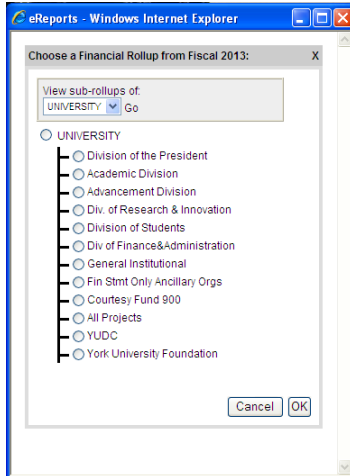 eReports - Windows Internet Explorer
Choose a Financial Rollup from Fiscal 2013: X
View sub-rollups of:
UNIVERSITY Go
UNIVERSITY
Division of the President
Academic Division
Advancement Division
Div. of Research & Innovation
Division of Students
Div of Finance&Administration
General Institutional
Fin Stmt Only Ancillary Orgs
Courtesy Fund 900
All Projects
YUDC
York University Foundation
Cancel OK